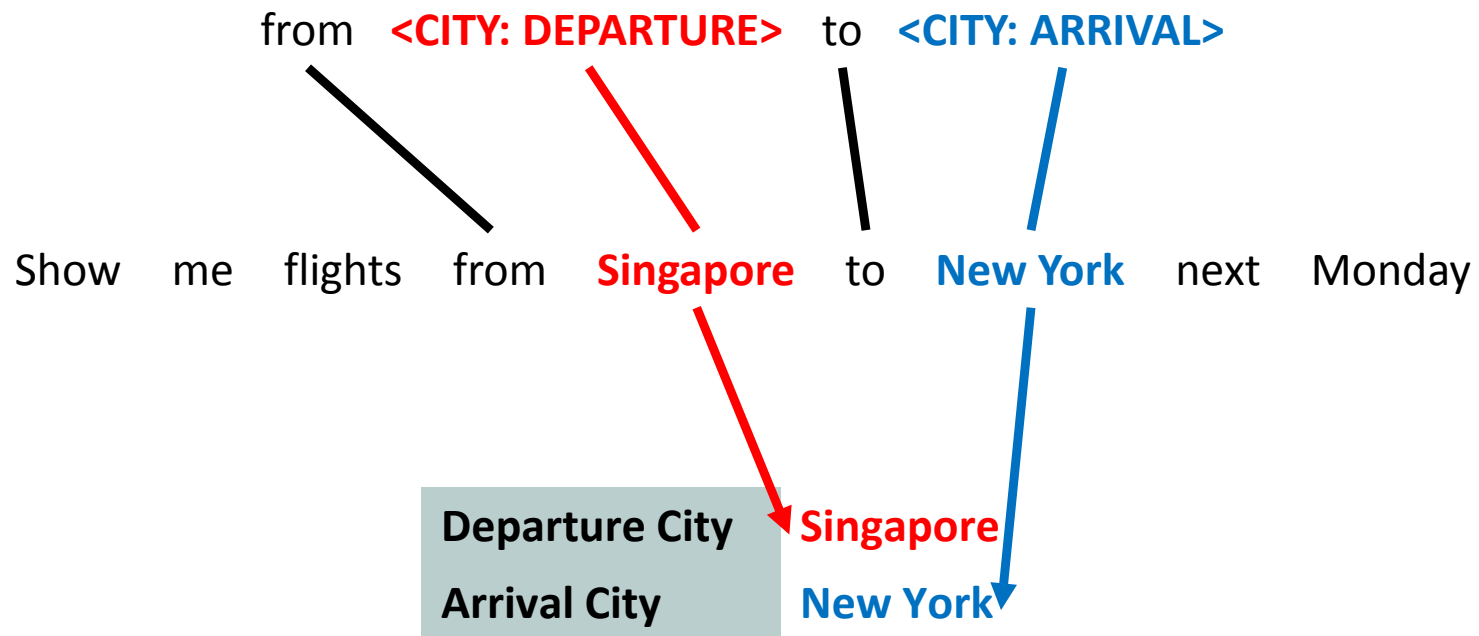 from <CITY: DEPARTURE> to <CITY: ARRIVAL>
Show me flights from Singapore to New York next Monday
Departure City Singapore
Arrival City New York